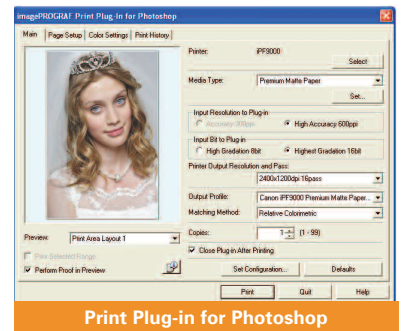 imagePROGRAF Print Plug-In for Photoshop
Main Page Setup Color Settings Print History
Printer: iPF9000
Select
Media Type: Premium Matte Paper
Set...
Input Resolution to Plug-in
Accuracy 300ppi High Accuracy 600ppi
Input Bit to Plug-in
High Gradation 8bit Highest Gradation 16bit
Printer Output Resolution and Pass:
2400x1200dpi 16pass
Output Profile: Canon iPF9000 Premium Matte Paper...
Matching Method: Relative Colorimetric
Preview: Print Area Layout 1
Copies: 1 (1 - 99)
Print Selected Range
Close Plug-in After Printing
Perform Proof in Preview
Set Configuration... Defaults
Print Quit Help
Print Plug-in for Photoshop